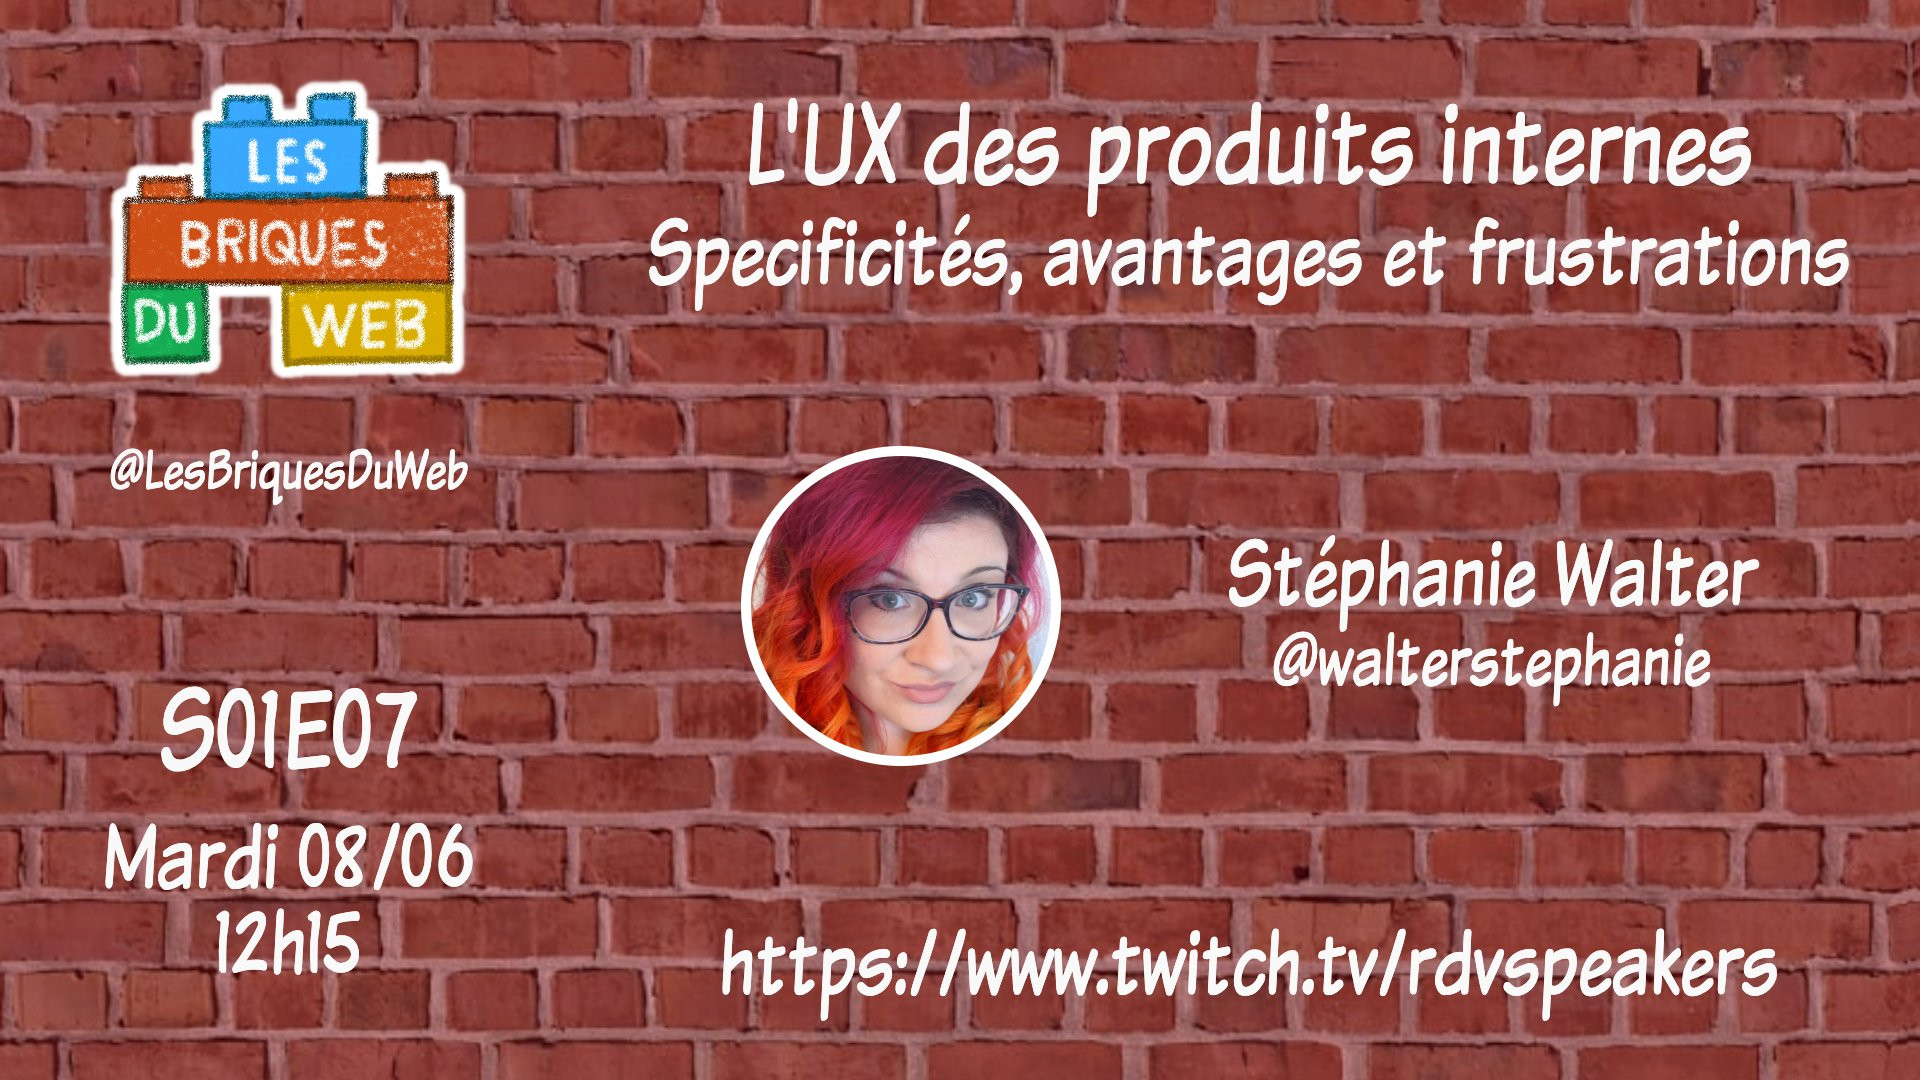 LES
BRIQUES
DU WEB
@LesBriquesDuWeb
S01E07
Mardi 08/06
12h15
L'UX des produits internes
Specificités, avantages et frustrations
Stéphanie Walter
@walterstephanie
https://www.twitch.tv/rdvspeakers